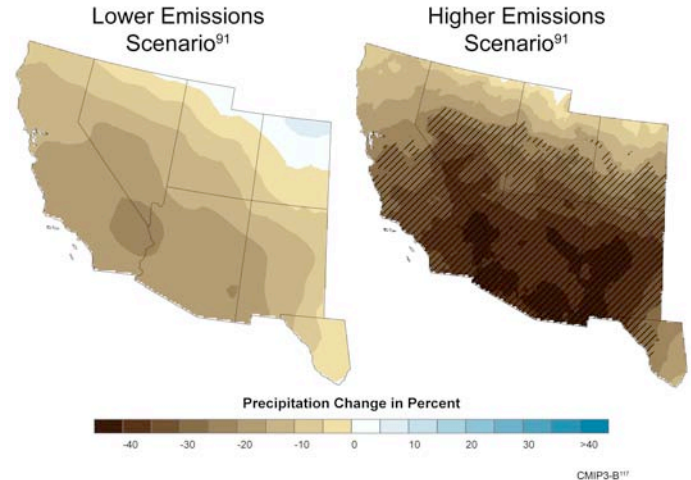 Lower Emissions
Scenario91
Higher Emissions
Scenario91
Precipitation Change in Percent
-40 -30 -20 -10 0 10 20 30 >40
CMIP3-B117